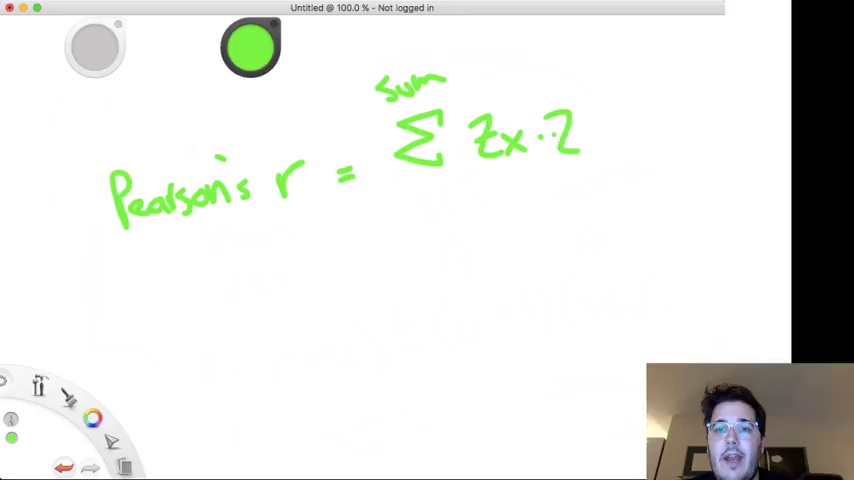 Untitled @ 100.0 % - Not logged in
sum
Pearson's r = Σ Zx·Z